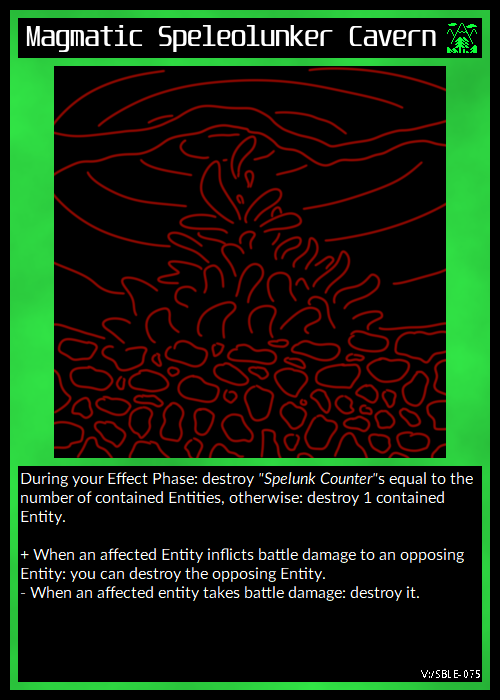 Magmatic Speleolunker Cavern
During your Effect Phase: destroy "Spelunk Counter"s equal to the
number of contained Entities, otherwise: destroy 1 contained
Entity.
+ When an affected Entity inflicts battle damage to an opposing
Entity: you can destroy the opposing Entity.
- When an affected entity takes battle damage: destroy it.
V:/SBLE-075